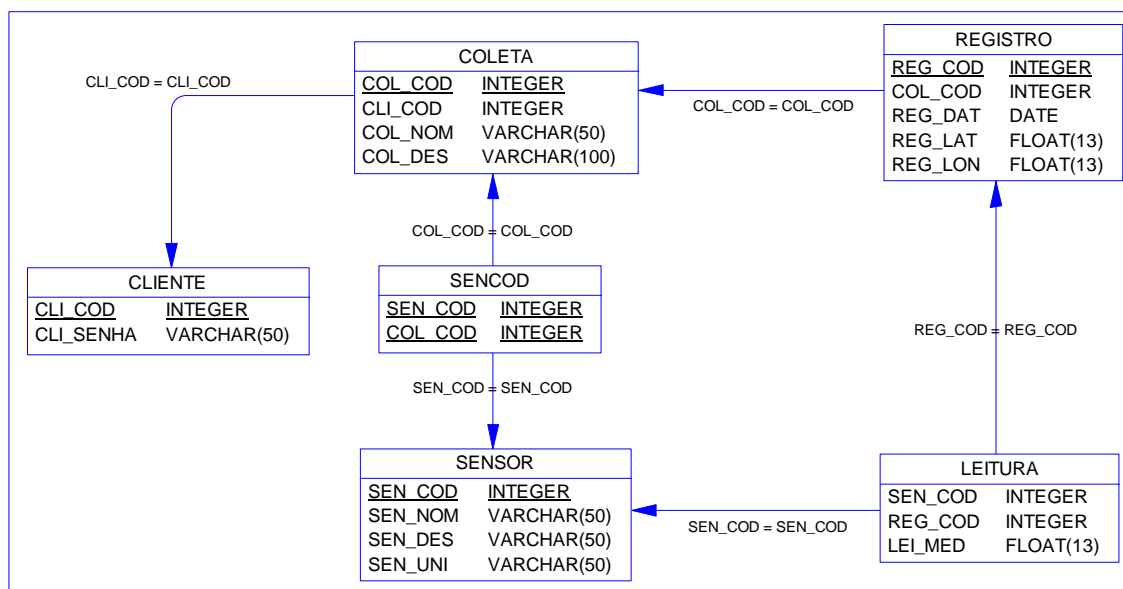 COLETA
COL_COD INTEGER
CLI_COD INTEGER
COL_NOM VARCHAR(50)
COL_DES VARCHAR(100)
REGISTRO
REG_COD INTEGER
COL_COD INTEGER
REG_DAT DATE
REG_LAT FLOAT(13)
REG_LON FLOAT(13)
CLI_COD = CLI_COD
COL_COD = COL_COD
COL_COD = COL_COD
CLIENTE
CLI_COD INTEGER
CLI_SENHA VARCHAR(50)
SENCOD
SEN_COD INTEGER
COL_COD INTEGER
REG_COD = REG_COD
SEN_COD = SEN_COD
SENSOR
SEN_COD INTEGER
SEN_NOM VARCHAR(50)
SEN_DES VARCHAR(50)
SEN_UNI VARCHAR(50)
SEN_COD = SEN_COD
LEITURA
SEN_COD INTEGER
REG_COD INTEGER
LEI_MED FLOAT(13)